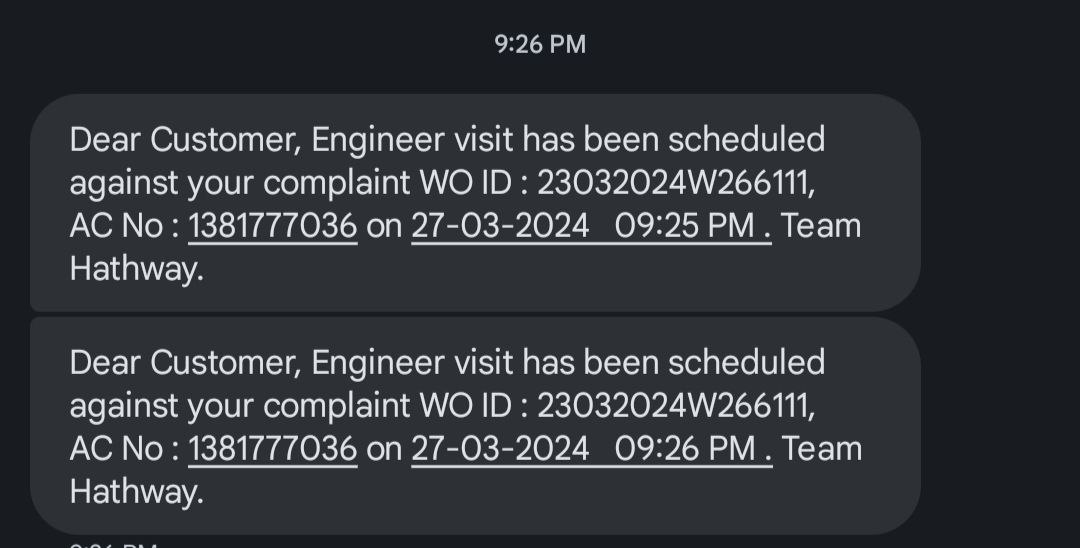 9:26 PM
Dear Customer, Engineer visit has been scheduled
against your complaint WO ID : 23032024W266111,
AC No : 1381777036 on 27-03-2024   09:25 PM . Team
Hathway.
Dear Customer, Engineer visit has been scheduled
against your complaint WO ID : 23032024W266111,
AC No : 1381777036 on 27-03-2024   09:26 PM . Team
Hathway.